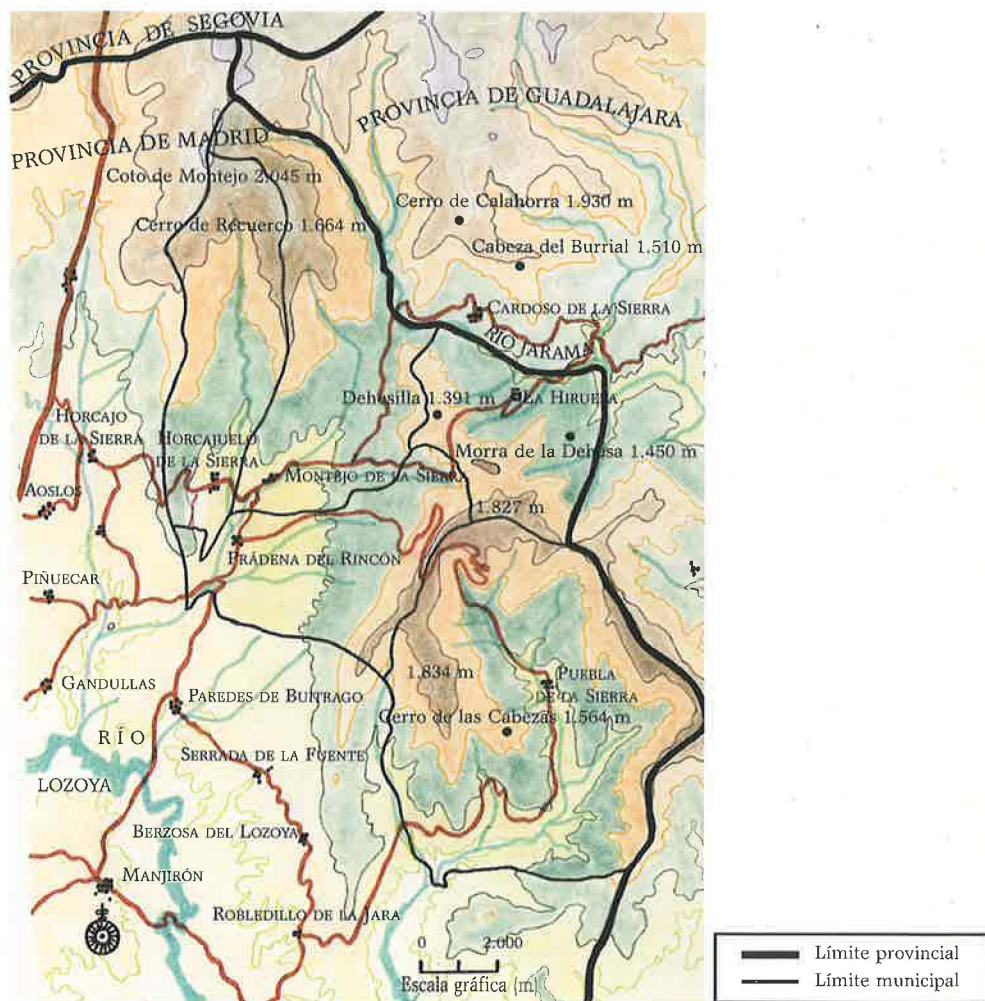 PROVINCIA DE SEGOVIA
PROVINCIA DE GUADALAJARA
PROVINCIA DE MADRID
Coto de Montejo 2.045 m
Cerro de Calahorra 1.930 m
Cerro de Recuerco 1.664 m
Cabeza del Burrial 1,510 m
CARDOSO DE LA SIERRA
RÍO JARAMA
Dehesilla 1.391 m
LA HIRUELA
HORCAJO
DE LA SIERRA
HORCAJUELO
DE LA SIERRA
Morra de la Dehesa 1.450 m
MONTEJO DE LA SIERRA
AOSLOS
1.827 m
PRÁDENA DEL RINCÓN
PIÑUECAR
GANDULLAS
1.834 m
PUEBLA
DE LA SIERRA
PAREDES DE BUITRAGO
Cerro de las Cabezas 1.564 m
RÍO
LOZOYA
SERRADA DE LA FUENTE
BERZOSA DEL LOZOYA
MANJIRÓN
ROBLEDILLO DE LA JARA
0 2.000
Escala gráfica (m)
Límite provincial
Límite municipal